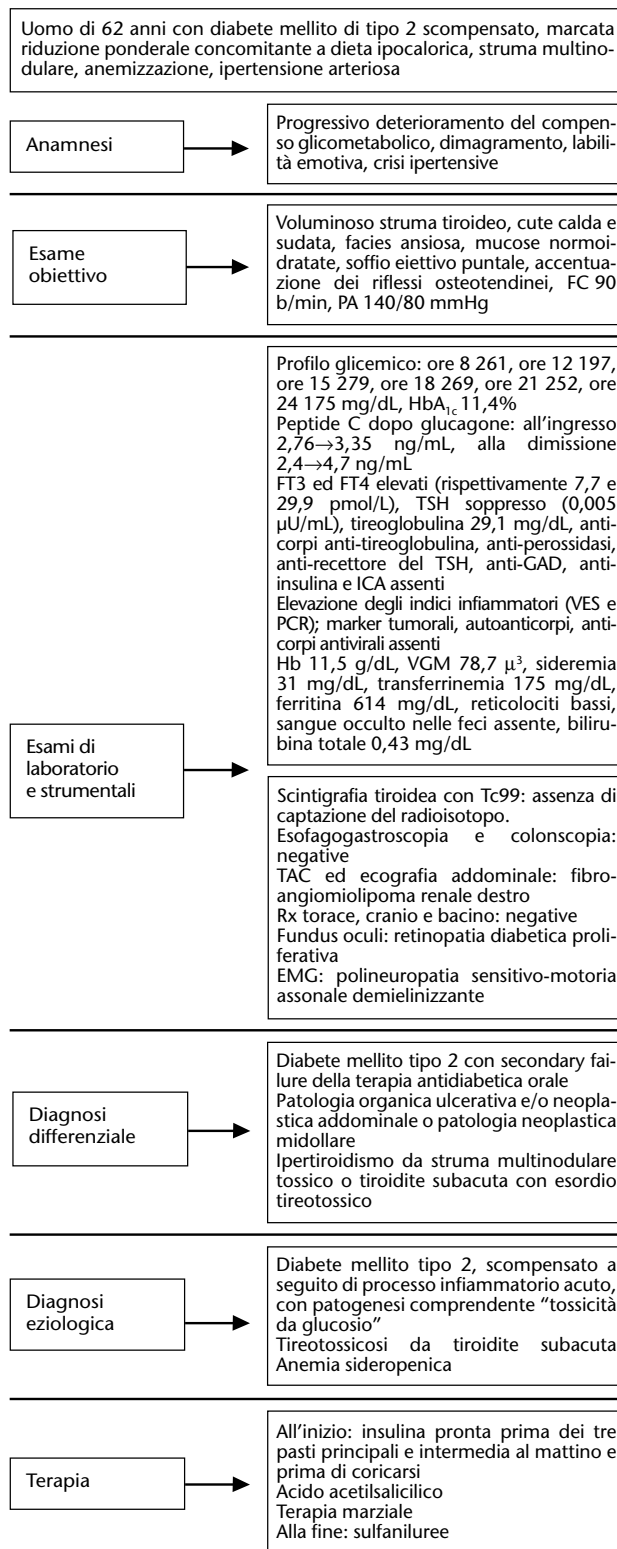 Uomo di 62 anni con diabete mellito di tipo 2 scompensato, marcata
riduzione ponderale concomitante a dieta ipocalorica, struma multino-
dulare, anemizzazione, ipertensione arteriosa
Anamnesi
Progressivo deterioramento del compen-
so glicometabolico, dimagramento, labili-
tà emotiva, crisi ipertensive
Esame
obiettivo
Voluminoso struma tiroideo, cute calda e
sudata, facies ansiosa, mucose normoi-
dratate, soffio eiettivo puntale, accentua-
zione dei riflessi osteotendinei, FC 90
b/min, PA 140/80 mmHg
Esami di
laboratorio
e strumentali
Profilo glicemico: ore 8 261, ore 12 197,
ore 15 279, ore 18 269, ore 21 252, ore
24 175 mg/dL, HbA1c 11,4%
Peptide C dopo glucagone: all'ingresso
2,76→3,35 ng/mL, alla dimissione
2,4→4,7 ng/mL
FT3 ed FT4 elevati (rispettivamente 7,7 e
29,9 pmol/L), TSH soppresso (0,005
µU/mL), tireoglobulina 29,1 mg/dL, anti-
corpi anti-tireoglobulina, anti-perossidasi,
anti-recettore del TSH, anti-GAD, anti-
insulina e ICA assenti
Elevazione degli indici infiammatori (VES e
PCR); marker tumorali, autoanticorpi, anti-
corpi antivirali assenti
Hb 11,5 g/dL, VGM 78,7 µ³, sideremia
31 mg/dL, transferrinemia 175 mg/dL,
ferritina 614 mg/dL, reticolociti bassi,
sangue occulto nelle feci assente, biliru-
bina totale 0,43 mg/dL
Scintigrafia tiroidea con Tc99: assenza di
captazione del radioisotopo.
Esofagogastroscopia e colonscopia:
negative
TAC ed ecografia addominale: fibro-
angiomiolipoma renale destro
Rx torace, cranio e bacino: negative
Fundus oculi: retinopatia diabetica proli-
ferativa
EMG: polineuropatia sensitivo-motoria
assonale demielinizzante
Diagnosi
differenziale
Diabete mellito tipo 2 con secondary fai-
lure della terapia antidiabetica orale
Patologia organica ulcerativa e/o neopla-
stica addominale o patologia neoplastica
midollare
Ipertiroidismo da struma multinodulare
tossico o tiroidite subacuta con esordio
tireotossico
Diagnosi
eziologica
Diabete mellito tipo 2, scompensato a
seguito di processo infiammatorio acuto,
con patogenesi comprendente "tossicità
da glucosio"
Tireotossicosi da tiroidite subacuta
Anemia sideropenica
Terapia
All'inizio: insulina pronta prima dei tre
pasti principali e intermedia al mattino e
prima di coricarsi
Acido acetilsalicilico
Terapia marziale
Alla fine: sulfaniluree